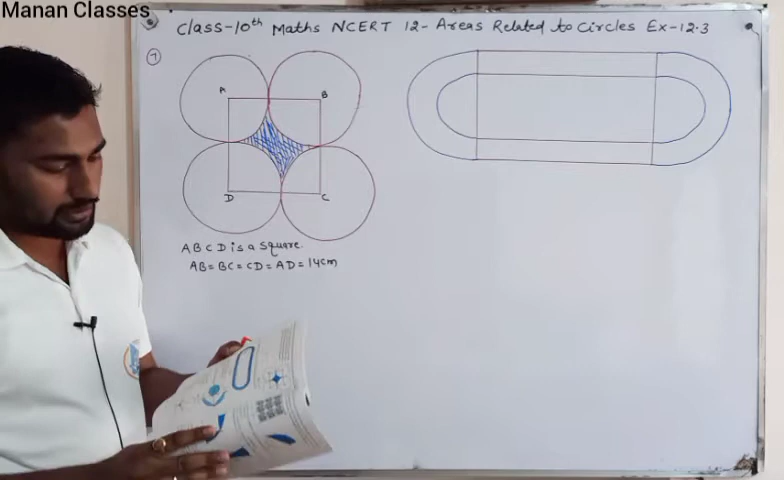 Manan Classes
Class-10th Maths NCERT 12- Areas Related to Circles Ex-12.3
7
A B
D C
ABCD is a square.
AB = BC = CD = AD = 14cm